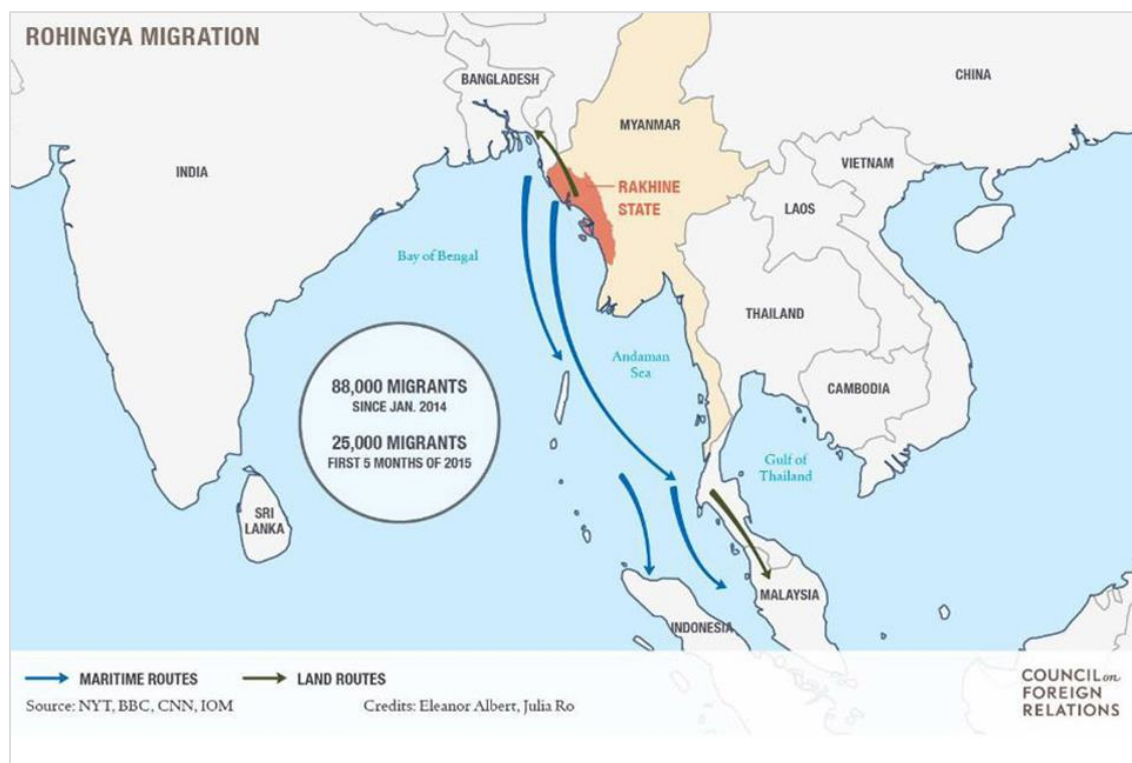 ROHINGYA MIGRATION
BANGLADESH
CHINA
MYANMAR
INDIA
VIETNAM
RAKHINE
STATE
LAOS
Bay of Bengal
THAILAND
Andaman
Sea
88,000 MIGRANTS
SINCE JAN. 2014
CAMBODIA
25,000 MIGRANTS
FIRST 5 MONTHS OF 2015
Gulf of
Thailand
SRI
LANKA
MALAYSIA
INDONESIA
MARITIME ROUTES
LAND ROUTES
Source: NYT, BBC, CNN, IOM
Credits: Eleanor Albert, Julia Ro
COUNCIL on
FOREIGN
RELATIONS